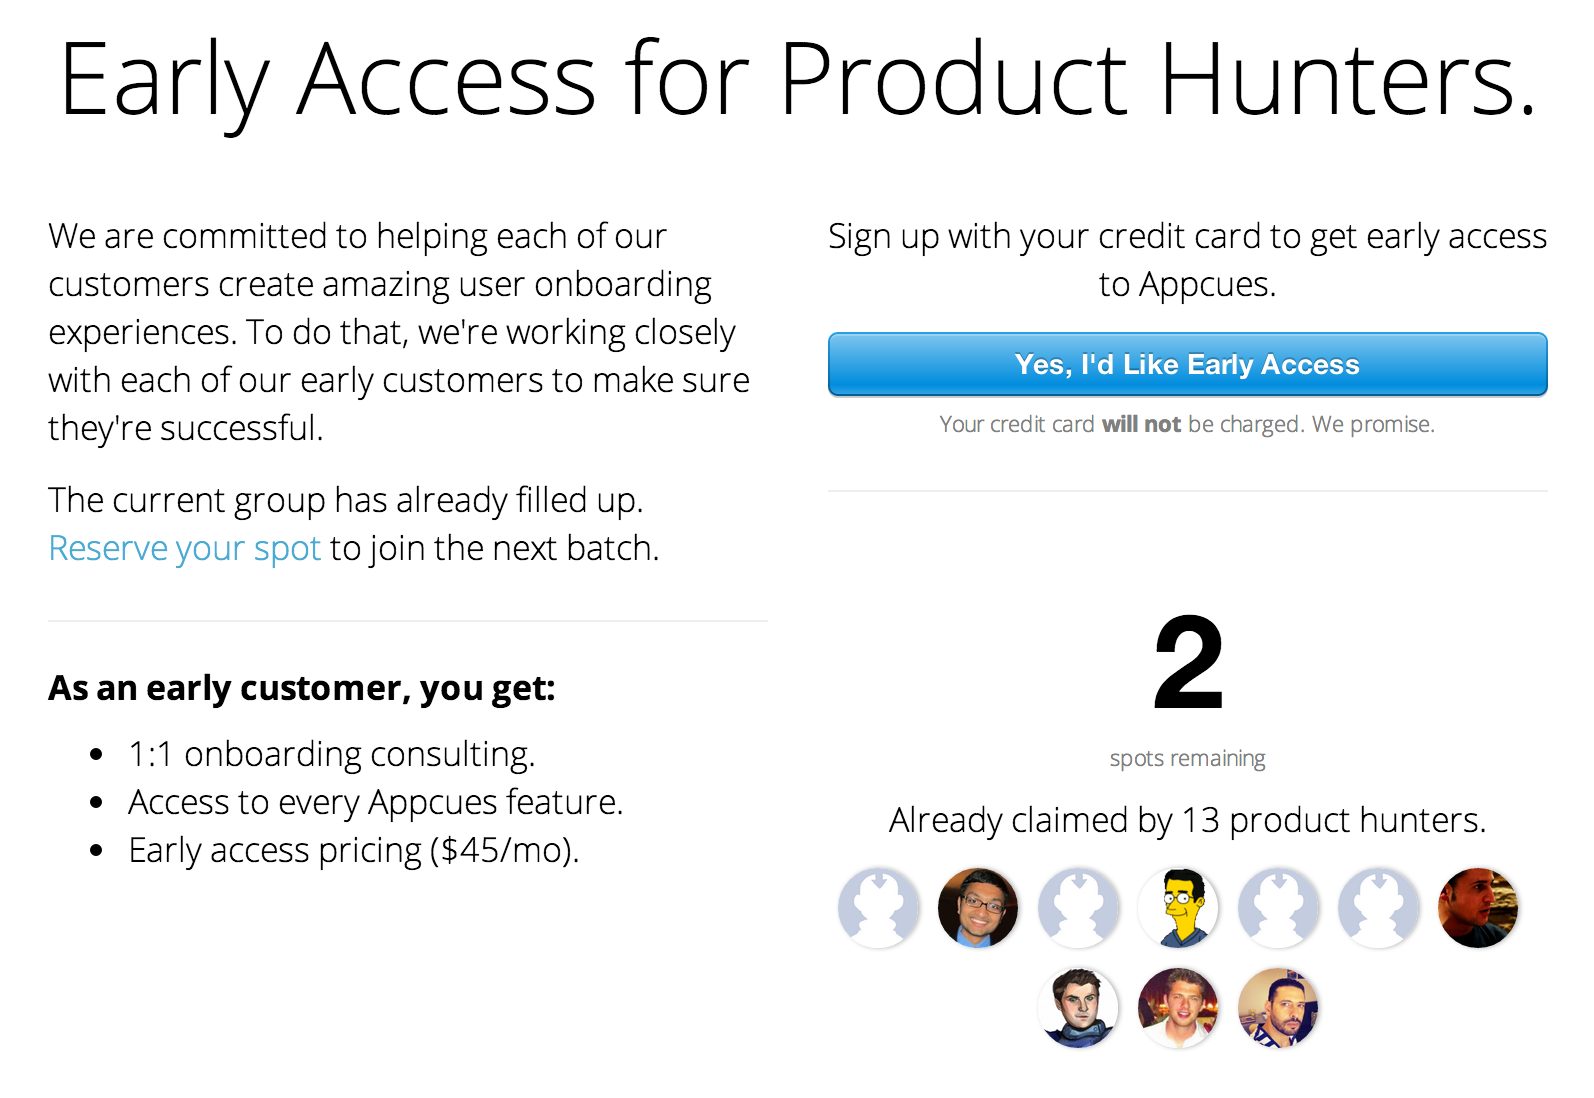 Early Access for Product Hunters.
We are committed to helping each of our
customers create amazing user onboarding
experiences. To do that, we're working closely
with each of our early customers to make sure
they're successful.
The current group has already filled up.
Reserve your spot to join the next batch.
As an early customer, you get:
• 1:1 onboarding consulting.
• Access to every Appcues feature.
• Early access pricing ($45/mo).
Sign up with your credit card to get early access
to Appcues.
Yes, I'd Like Early Access
Your credit card will not be charged. We promise.
2
spots remaining
Already claimed by 13 product hunters.